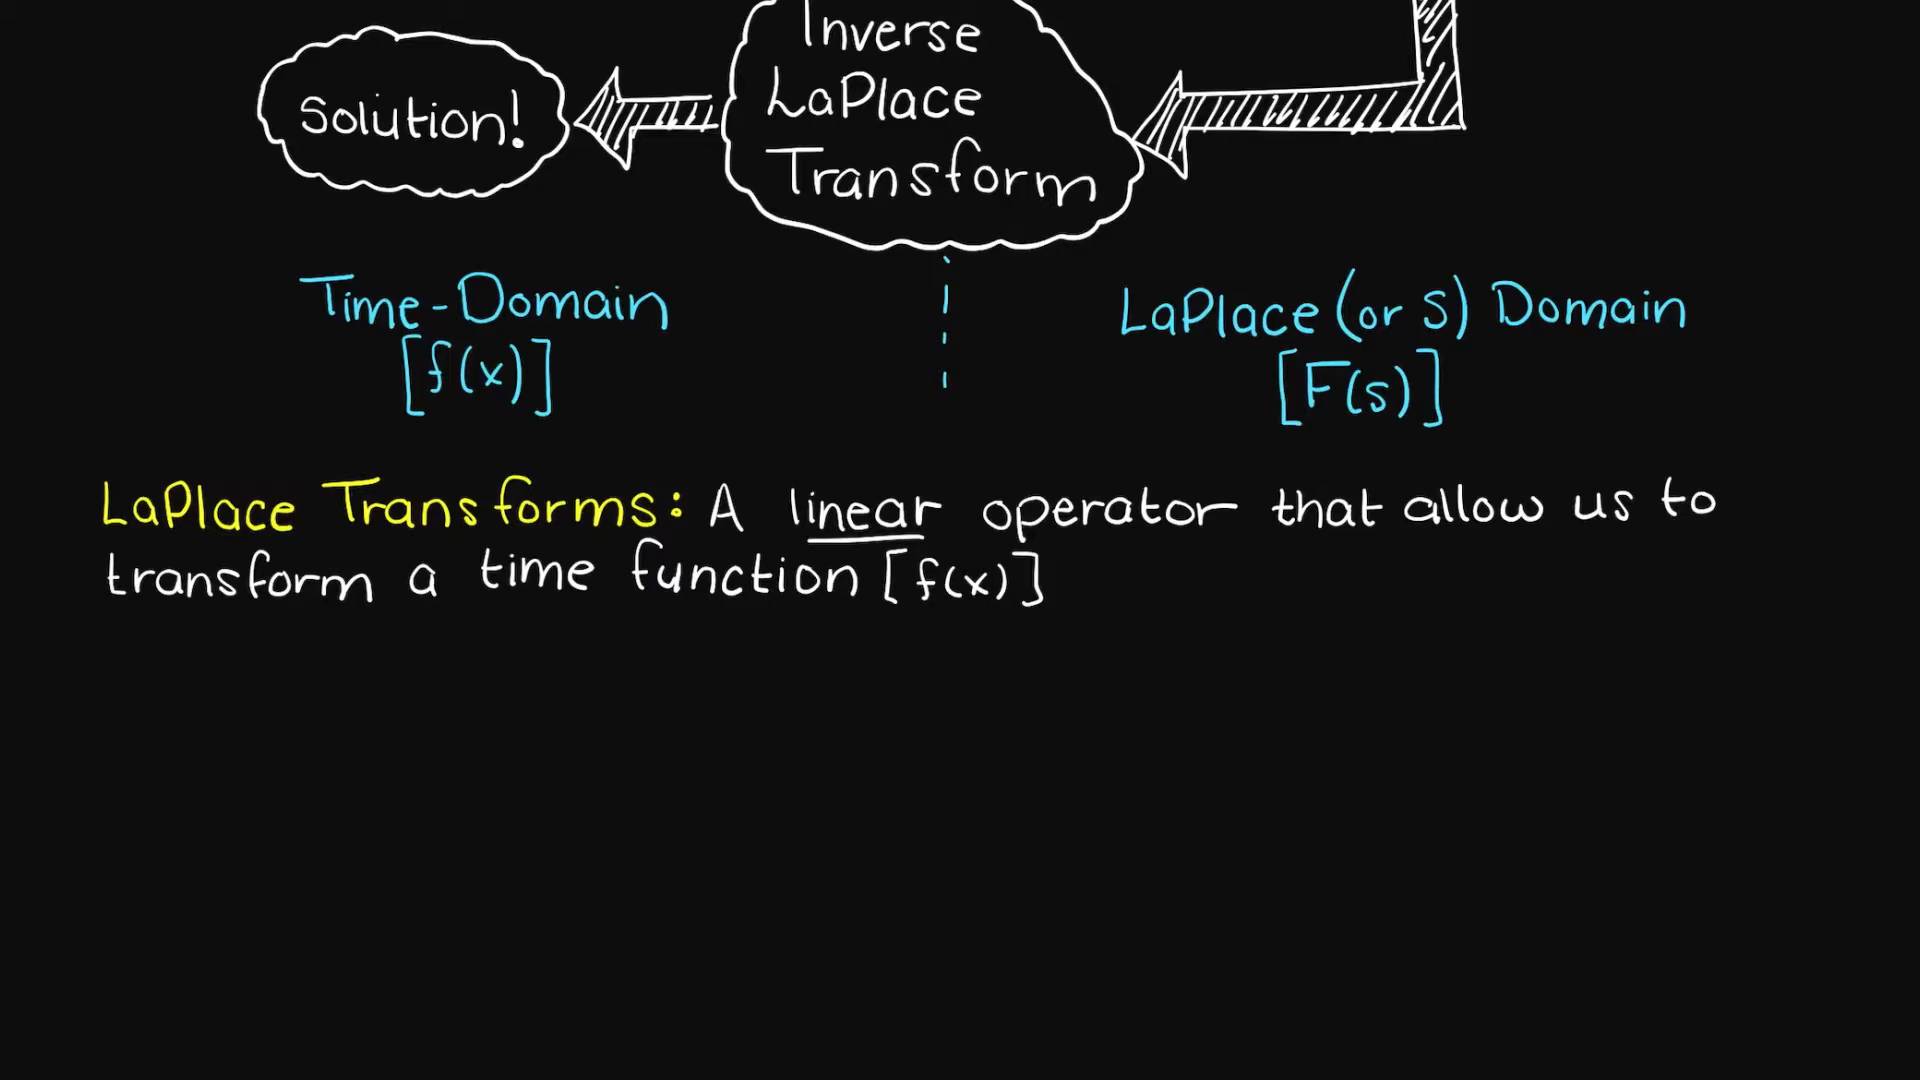 Solution!
Inverse
LaPlace
Transform
Time-Domain
[f(x)]
LaPlace (or S) Domain
[F(s)]
LaPlace Transforms: A linear operator that allow us to
transform a time function [f(x)]